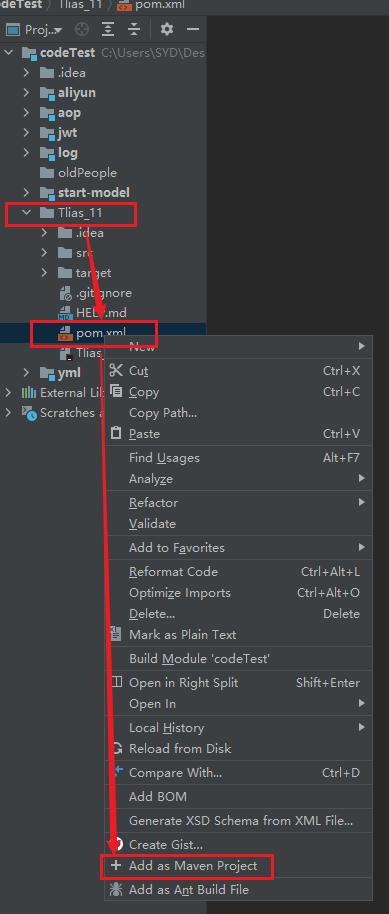 deTest
Tlias_11
pom.xml
Proj...
codeTest C:\Users\SYD\Des
.idea
aliyun
aop
jwt
log
oldPeople
start-model
Tlias_11
.idea
src
target
.gitignore
HELP.md
pom.xml
Tlias_
yml
External Lib
Scratches a
New
Cut Ctrl+X
Copy Ctrl+C
Copy Path...
Paste Ctrl+V
Find Usages Alt+F7
Analyze
Refactor
Validate
Add to Favorites
Reformat Code Ctrl+Alt+L
Optimize Imports Ctrl+Alt+O
Delete... Delete
Mark as Plain Text
Build Module 'codeTest'
Open in Right Split Shift+Enter
Open In
Local History
Reload from Disk
Compare With... Ctrl+D
Add BOM
Generate XSD Schema from XML File...
Create Gist...
Add as Maven Project
Add as Ant Build File